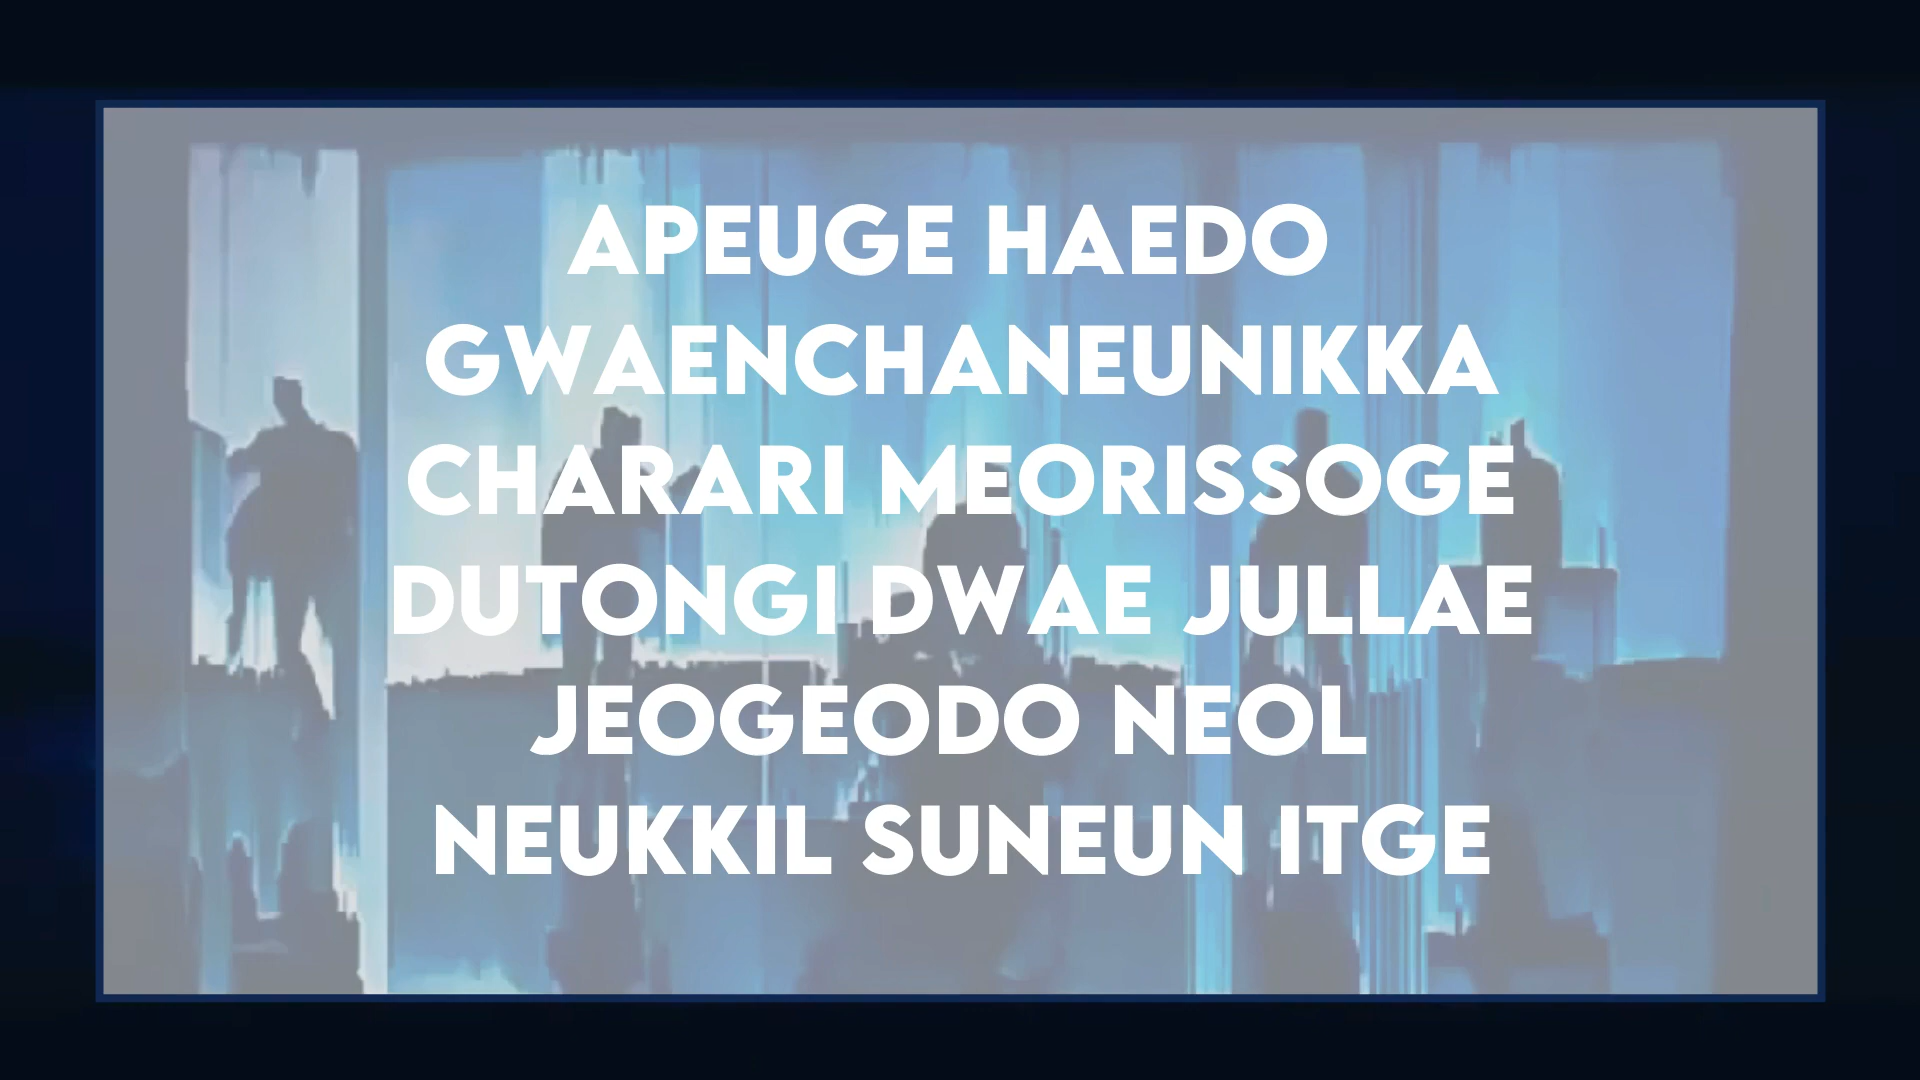 APEUGE HAEDO
GWAENCHANEUNIKKA
CHARARI MEORISSOGE
DUTONGI DWAE JULLAE
JEOGEODO NEOL
NEUKKIL SUNEUN ITGE